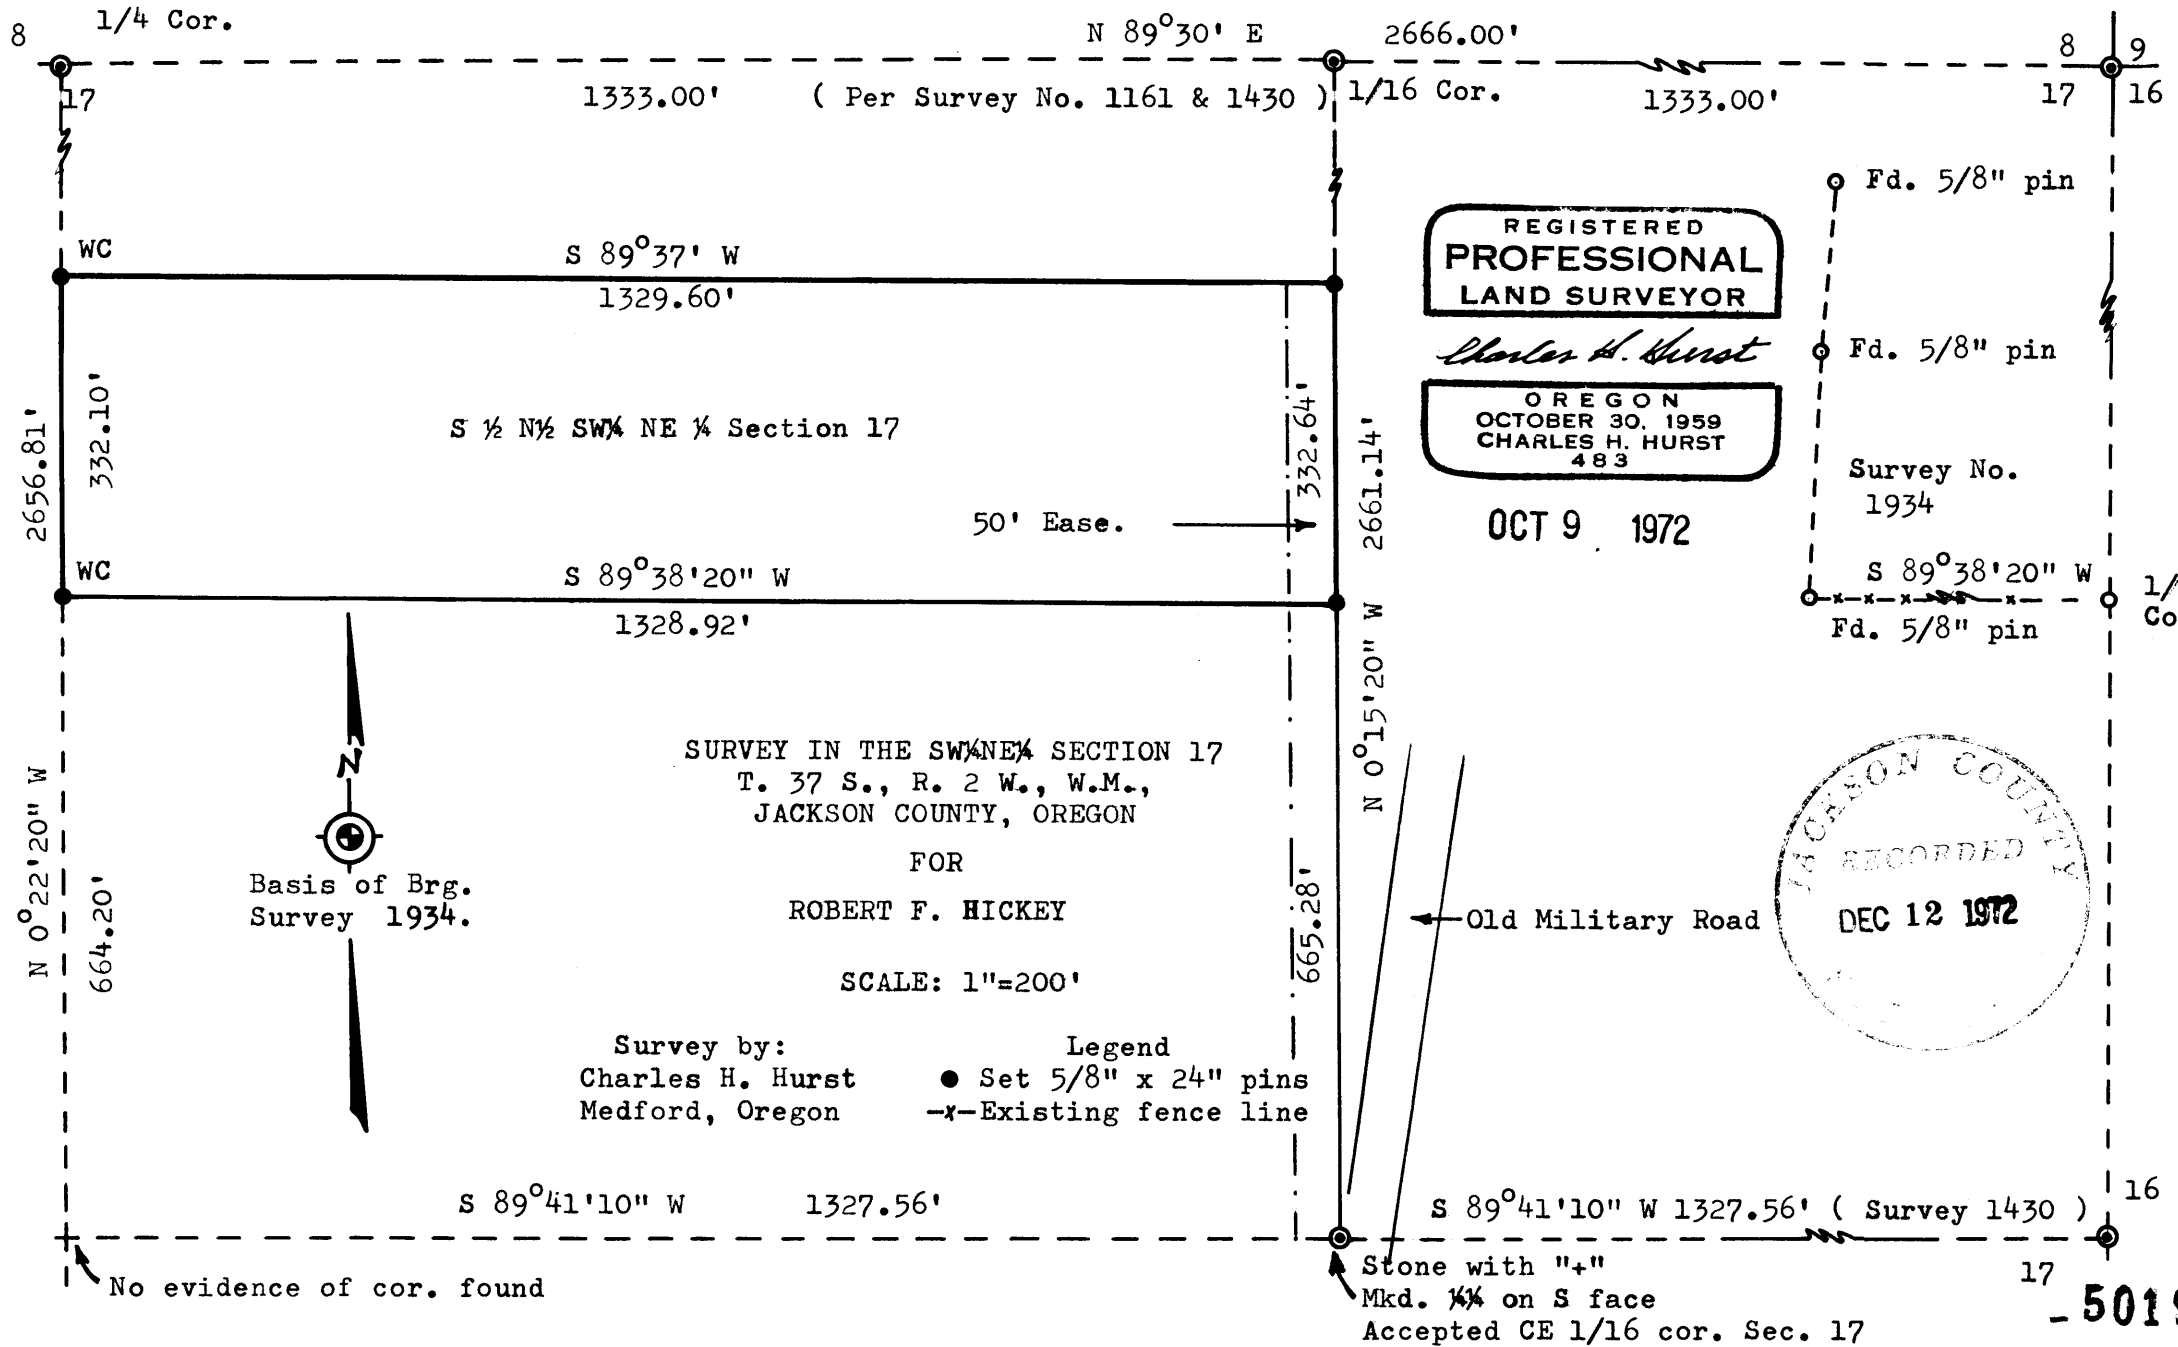 8
1/4 Cor.
N 89°30' E
2666.00'
8
9
17
1333.00'
( Per Survey No. 1161 & 1430 )
1/16 Cor.
1333.00'
17
16
Fd. 5/8" pin
WC
S 89°37' W
1329.60'
REGISTERED
PROFESSIONAL
LAND SURVEYOR
Charles H. Hurst
OREGON
OCTOBER 30, 1959
CHARLES H. HURST
483
OCT 9 1972
Fd. 5/8" pin
2656.81'
332.10'
S ½ N½ SW¼ NE ¼ Section 17
332.64'
2661.14'
50' Ease.
Survey No.
1934
WC
S 89°38'20" W
1328.92'
S 89°38'20" W
Fd. 5/8" pin
1/
Co
N
Basis of Brg.
Survey 1934.
SURVEY IN THE SW¼NE¼ SECTION 17
T. 37 S., R. 2 W., W.M.,
JACKSON COUNTY, OREGON
FOR
ROBERT F. HICKEY
SCALE: 1"=200'
N 0°15'20" W
N 0°22'20" W
664.20'
665.28'
Old Military Road
JACKSON COUNTY
RECORDED
DEC 12 1972
Survey by:
Charles H. Hurst
Medford, Oregon
Legend
Set 5/8" x 24" pins
-x-Existing fence line
S 89°41'10" W 1327.56'
S 89°41'10" W 1327.56' ( Survey 1430 )
16
17
No evidence of cor. found
Stone with "+"
Mkd. ¼¼ on S face
Accepted CE 1/16 cor. Sec. 17
5019